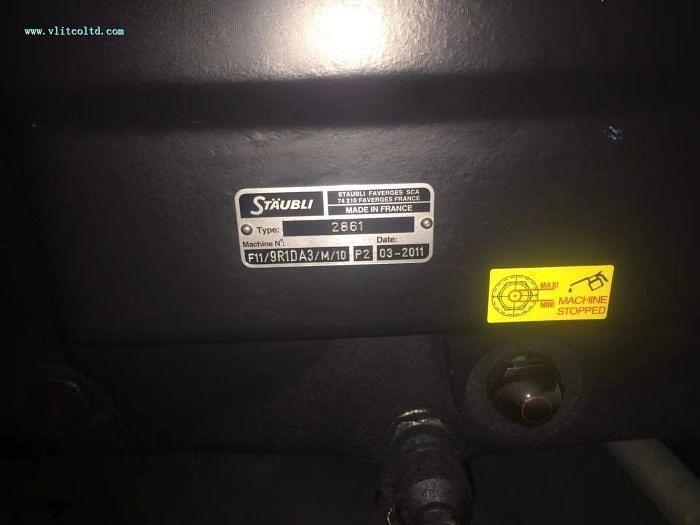 www.vlitcoltd.com
STÄUBLI
STAUBLI FAVERGES SCA
74 210 FAVERGES FRANCE
MADE IN FRANCE
Type: 2861
Machine N°: Date:
F11/9R1DA3/M/10 P2 03-2011
MAXI
MINI
MACHINE
STOPPED